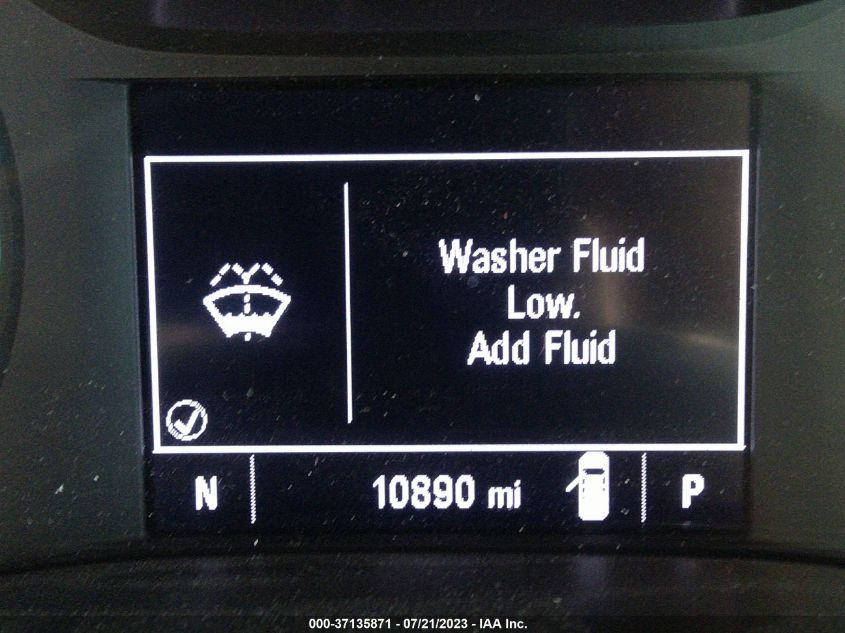 Washer Fluid
Low.
Add Fluid
N 10890 mi P
000-37135871 - 07/21/2023 - IAA Inc.